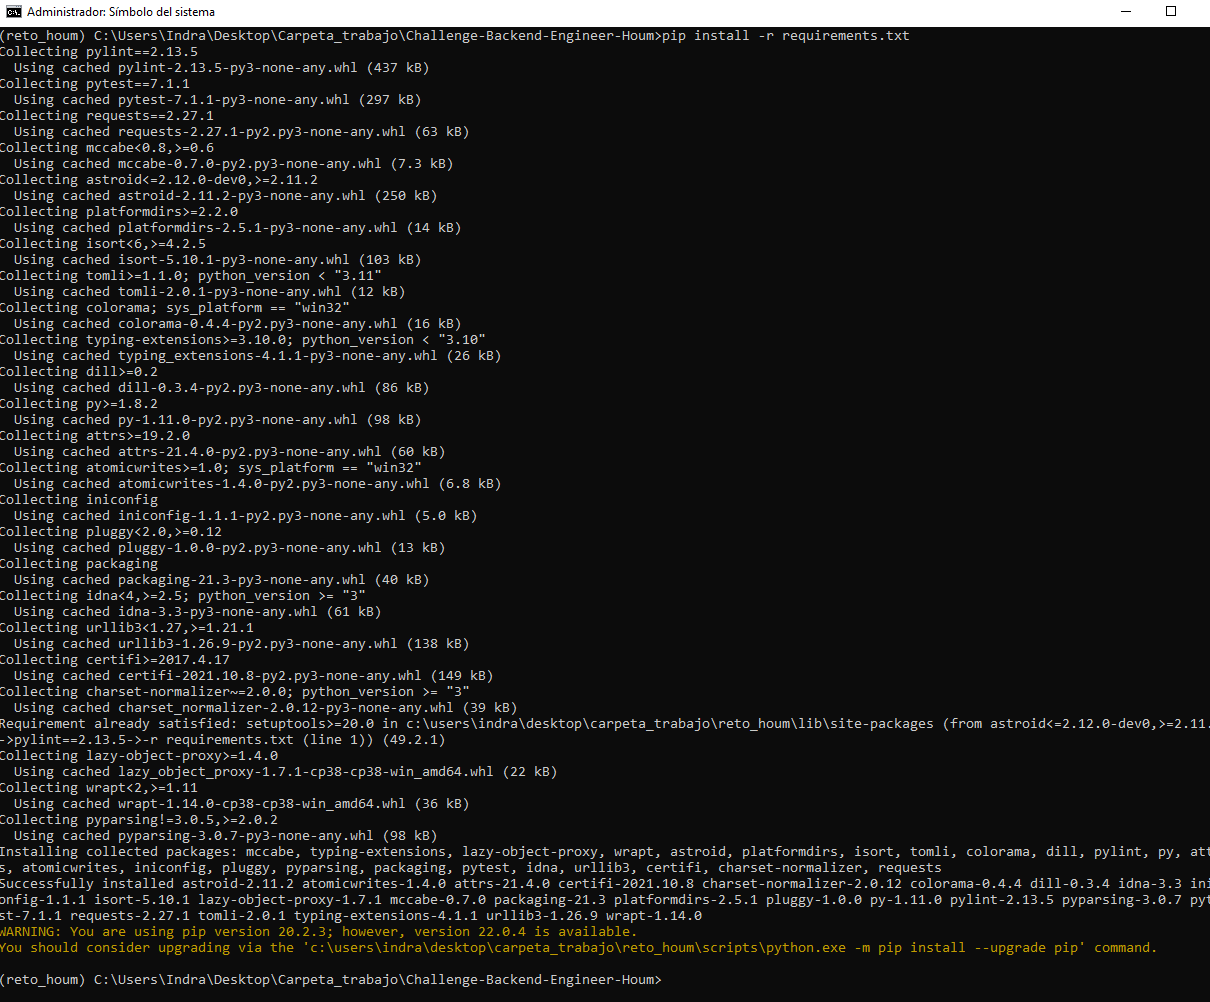 Administrador: Símbolo del sistema
(reto_houm) C:\Users\Indra\Desktop\Carpeta_trabajo\Challenge-Backend-Engineer-Houm>pip install -r requirements.txt
Collecting pylint==2.13.5
  Using cached pylint-2.13.5-py3-none-any.whl (437 kB)
Collecting pytest==7.1.1
  Using cached pytest-7.1.1-py3-none-any.whl (297 kB)
Collecting requests==2.27.1
  Using cached requests-2.27.1-py2.py3-none-any.whl (63 kB)
Collecting mccabe<0.8,>=0.6
  Using cached mccabe-0.7.0-py2.py3-none-any.whl (7.3 kB)
Collecting astroid<=2.12.0-dev0,>=2.11.2
  Using cached astroid-2.11.2-py3-none-any.whl (250 kB)
Collecting platformdirs>=2.2.0
  Using cached platformdirs-2.5.1-py3-none-any.whl (14 kB)
Collecting isort<6,>=4.2.5
  Using cached isort-5.10.1-py3-none-any.whl (103 kB)
Collecting tomli>=1.1.0; python_version < "3.11"
  Using cached tomli-2.0.1-py3-none-any.whl (12 kB)
Collecting colorama; sys_platform == "win32"
  Using cached colorama-0.4.4-py2.py3-none-any.whl (16 kB)
Collecting typing-extensions>=3.10.0; python_version < "3.10"
  Using cached typing_extensions-4.1.1-py3-none-any.whl (26 kB)
Collecting dill>=0.2
  Using cached dill-0.3.4-py2.py3-none-any.whl (86 kB)
Collecting py>=1.8.2
  Using cached py-1.11.0-py2.py3-none-any.whl (98 kB)
Collecting attrs>=19.2.0
  Using cached attrs-21.4.0-py2.py3-none-any.whl (60 kB)
Collecting atomicwrites>=1.0; sys_platform == "win32"
  Using cached atomicwrites-1.4.0-py2.py3-none-any.whl (6.8 kB)
Collecting iniconfig
  Using cached iniconfig-1.1.1-py2.py3-none-any.whl (5.0 kB)
Collecting pluggy<2.0,>=0.12
  Using cached pluggy-1.0.0-py2.py3-none-any.whl (13 kB)
Collecting packaging
  Using cached packaging-21.3-py3-none-any.whl (40 kB)
Collecting idna<4,>=2.5; python_version >= "3"
  Using cached idna-3.3-py3-none-any.whl (61 kB)
Collecting urllib3<1.27,>=1.21.1
  Using cached urllib3-1.26.9-py2.py3-none-any.whl (138 kB)
Collecting certifi>=2017.4.17
  Using cached certifi-2021.10.8-py2.py3-none-any.whl (149 kB)
Collecting charset-normalizer~=2.0.0; python_version >= "3"
  Using cached charset_normalizer-2.0.12-py3-none-any.whl (39 kB)
Requirement already satisfied: setuptools>=20.0 in c:\users\indra\desktop\carpeta_trabajo\reto_houm\lib\site-packages (from astroid<=2.12.0-dev0,>=2.11.
->pylint==2.13.5->-r requirements.txt (line 1)) (49.2.1)
Collecting lazy-object-proxy>=1.4.0
  Using cached lazy_object_proxy-1.7.1-cp38-cp38-win_amd64.whl (22 kB)
Collecting wrapt<2,>=1.11
  Using cached wrapt-1.14.0-cp38-cp38-win_amd64.whl (36 kB)
Collecting pyparsing!=3.0.5,>=2.0.2
  Using cached pyparsing-3.0.7-py3-none-any.whl (98 kB)
Installing collected packages: mccabe, typing-extensions, lazy-object-proxy, wrapt, astroid, platformdirs, isort, tomli, colorama, dill, pylint, py, att
s, atomicwrites, iniconfig, pluggy, pyparsing, packaging, pytest, idna, urllib3, certifi, charset-normalizer, requests
Successfully installed astroid-2.11.2 atomicwrites-1.4.0 attrs-21.4.0 certifi-2021.10.8 charset-normalizer-2.0.12 colorama-0.4.4 dill-0.3.4 idna-3.3 ini
onfig-1.1.1 isort-5.10.1 lazy-object-proxy-1.7.1 mccabe-0.7.0 packaging-21.3 platformdirs-2.5.1 pluggy-1.0.0 py-1.11.0 pylint-2.13.5 pyparsing-3.0.7 pyt
st-7.1.1 requests-2.27.1 tomli-2.0.1 typing-extensions-4.1.1 urllib3-1.26.9 wrapt-1.14.0
WARNING: You are using pip version 20.2.3; however, version 22.0.4 is available.
You should consider upgrading via the 'c:\users\indra\desktop\carpeta_trabajo\reto_houm\scripts\python.exe -m pip install --upgrade pip' command.
(reto_houm) C:\Users\Indra\Desktop\Carpeta_trabajo\Challenge-Backend-Engineer-Houm>